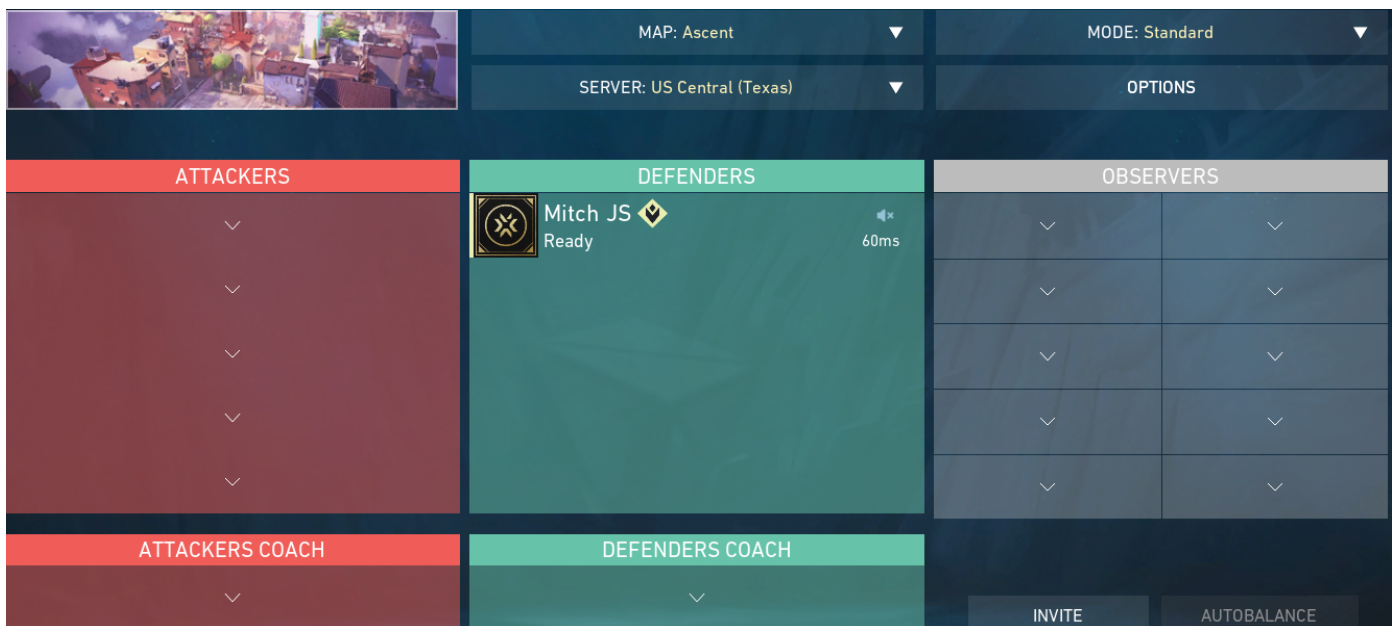 MAP: Ascent
MODE: Standard
SERVER: US Central (Texas)
OPTIONS
ATTACKERS
DEFENDERS
OBSERVERS
Mitch JS
Ready
60ms
ATTACKERS COACH
DEFENDERS COACH
INVITE
AUTOBALANCE